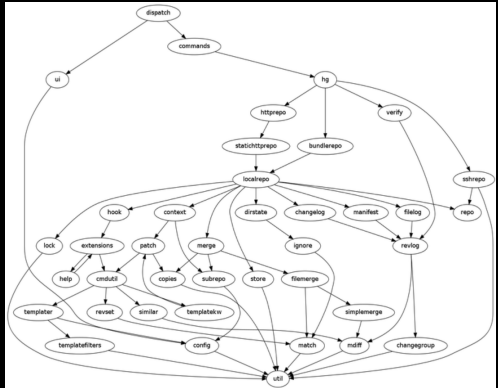 dispatch
commands
ui
hg
httprepo
verify
statichttprepo
bundlerepo
localrepo
sshrepo
hook
context
dirstate
changelog
manifest
filelog
repo
lock
extensions
patch
merge
ignore
revlog
help
cmdutil
copies
subrepo
store
filemerge
templater
revset
similar
templatekw
simplemerge
templatefilters
config
match
mdiff
changegroup
util